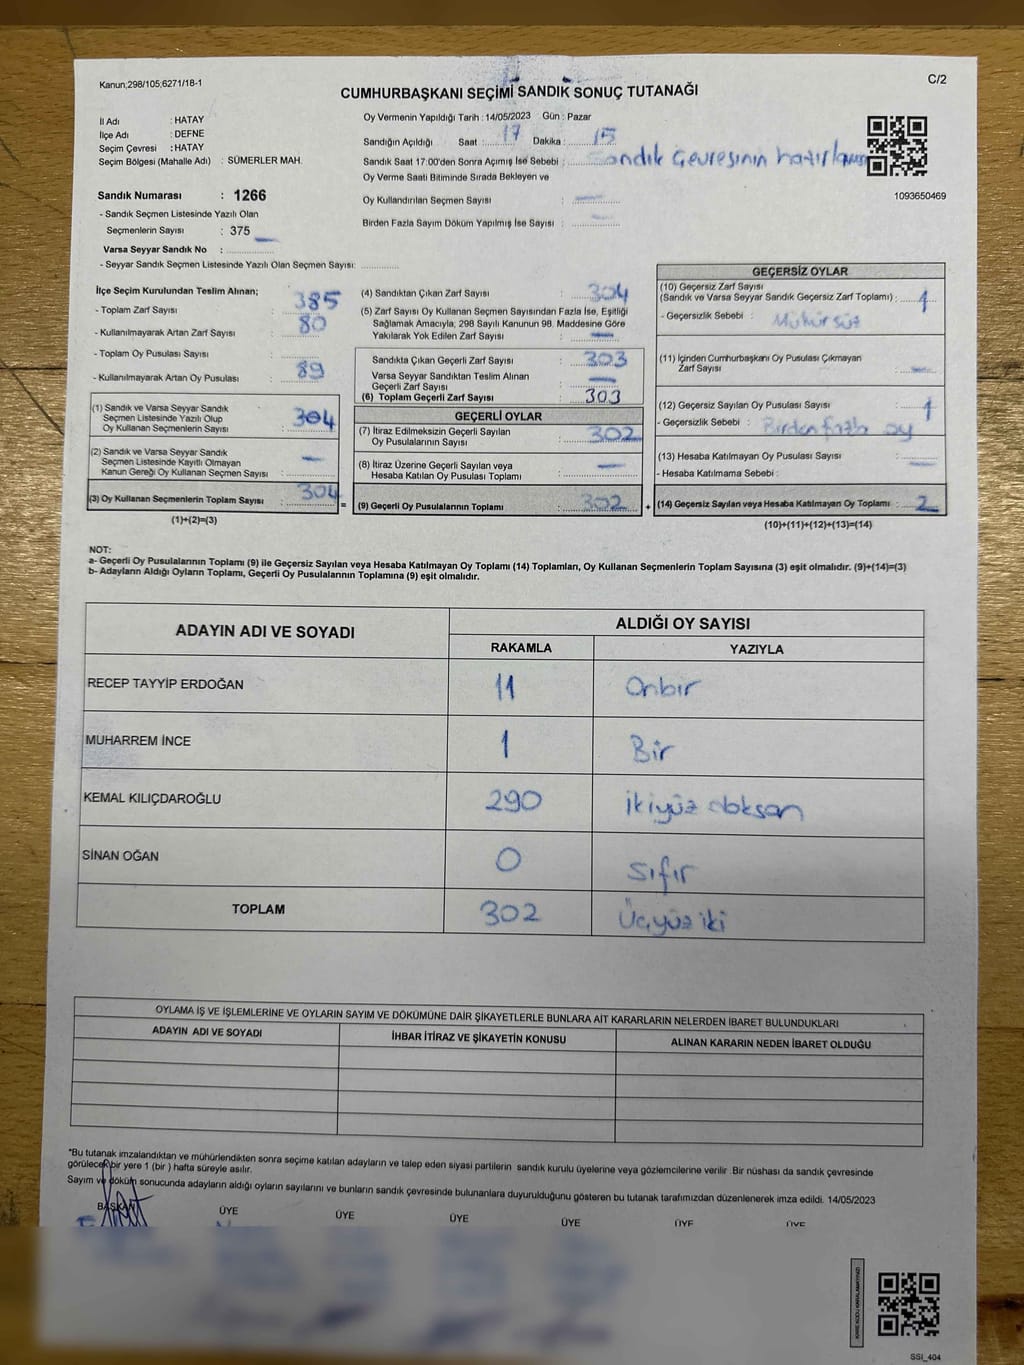 Kanun;298/105;6271/18-1
C/2
CUMHURBAŞKANI SEÇİMİ SANDIK SONUÇ TUTANAĞI
İl Adı : HATAY
İlçe Adı : DEFNE
Seçim Çevresi : HATAY
Seçim Bölgesi (Mahalle Adı) : SÜMERLER MAH.
Sandık Numarası : 1266
- Sandık Seçmen Listesinde Yazılı Olan
Seçmenlerin Sayısı : 375
Varsa Seyyar Sandık No :
- Seyyar Sandık Seçmen Listesinde Yazılı Olan Seçmen Sayısı:
Oy Vermenin Yapıldığı Tarih : 14/05/2023 Gün : Pazar
Sandığın Açıldığı Saat : 17 Dakika : 15
Sandık Saat 17:00'den Sonra Açımış İse Sebebi : Sandık Çevresinin hazırlanması
Oy Verme Saati Bitiminde Sırada Bekleyen ve
Oy Kullandırılan Seçmen Sayısı : —
Birden Fazla Sayım Döküm Yapılmış İse Sayısı : —
1093650469
İlçe Seçim Kurulundan Teslim Alınan;
- Toplam Zarf Sayısı : 385
- Kullanılmayarak Artan Zarf Sayısı : 80
- Toplam Oy Pusulası Sayısı :
- Kullanılmayarak Artan Oy Pusulası : 89
(1) Sandık ve Varsa Seyyar Sandık
Seçmen Listesinde Yazılı Olup
Oy Kullanan Seçmenlerin Sayısı : 304
(2) Sandık ve Varsa Seyyar Sandık
Seçmen Listesinde Kayıtlı Olmayan
Kanun Gereği Oy Kullanan Seçmen Sayısı : —
(3) Oy Kullanan Seçmenlerin Toplam Sayısı : 304
(1)+(2)=(3)
=
(4) Sandıktan Çıkan Zarf Sayısı : 304
(5) Zarf Sayısı Oy Kullanan Seçmen Sayısından Fazla İse, Eşitliği
Sağlamak Amacıyla; 298 Sayılı Kanunun 98. Maddesine Göre
Yakılarak Yok Edilen Zarf Sayısı : —
Sandıkta Çıkan Geçerli Zarf Sayısı : 303
Varsa Seyyar Sandıktan Teslim Alınan
Geçerli Zarf Sayısı : —
(6) Toplam Geçerli Zarf Sayısı : 303
GEÇERLİ OYLAR
(7) İtiraz Edilmeksizin Geçerli Sayılan
Oy Pusulalarının Sayısı : 302
(8) İtiraz Üzerine Geçerli Sayılan veya
Hesaba Katılan Oy Pusulaları Toplamı : —
(9) Geçerli Oy Pusulalarının Toplamı : 302
+
GEÇERSİZ OYLAR
(10) Geçersiz Zarf Sayısı
(Sandık ve Varsa Seyyar Sandık Geçersiz Zarf Toplamı) : 1
- Geçersizlik Sebebi : Mühürsüz
(11) İçinden Cumhurbaşkanı Oy Pusulası Çıkmayan
Zarf Sayısı : —
(12) Geçersiz Sayılan Oy Pusulası Sayısı : 1
- Geçersizlik Sebebi : Birden fazla oy
(13) Hesaba Katılmayan Oy Pusulası Sayısı : —
- Hesaba Katılmama Sebebi :
(14) Geçersiz Sayılan veya Hesaba Katılmayan Oy Toplamı : 2
(10)+(11)+(12)+(13)=(14)
NOT:
a- Geçerli Oy Pusulalarının Toplamı (9) ile Geçersiz Sayılan veya Hesaba Katılmayan Oy Toplamı (14) Toplamları, Oy Kullanan Seçmenlerin Toplam Sayısına (3) eşit olmalıdır. (9)+(14)=(3)
b- Adayların Aldığı Oyların Toplamı, Geçerli Oy Pusulalarının Toplamına (9) eşit olmalıdır.
ADAYIN ADI VE SOYADI
ALDIĞI OY SAYISI
RAKAMLA YAZIYLA
RECEP TAYYİP ERDOĞAN 11 Onbir
MUHARREM İNCE 1 Bir
KEMAL KILIÇDAROĞLU 290 İkiyüz doksan
SİNAN OĞAN 0 Sıfır
TOPLAM 302 Üçyüz iki
OYLAMA İŞ VE İŞLEMLERİNE VE OYLARIN SAYIM VE DÖKÜMÜNE DAİR ŞİKAYETLERLE BUNLARA AİT KARARLARIN NELERDEN İBARET BULUNDUKLARI
ADAYIN ADI VE SOYADI İHBAR İTİRAZ VE ŞİKAYETİN KONUSU ALINAN KARARIN NEDEN İBARET OLDUĞU
*Bu tutanak imzalandıktan ve mühürlendikten sonra seçime katılan adayların ve talep eden siyasi partilerin sandık kurulu üyelerine veya gözlemcilerine verilir .Bir nüshası da sandık çevresinde
görülecek bir yere 1 (bir ) hafta süreyle asılır.
Sayım ve döküm sonucunda adayların aldığı oyların sayılarını ve bunların sandık çevresinde bulunanlara duyurulduğunu gösteren bu tutanak tarafımızdan düzenlenerek imza edildi. 14/05/2023
BAŞKAN ÜYE ÜYE ÜYE ÜYE ÜYE ÜYE
SSI_404